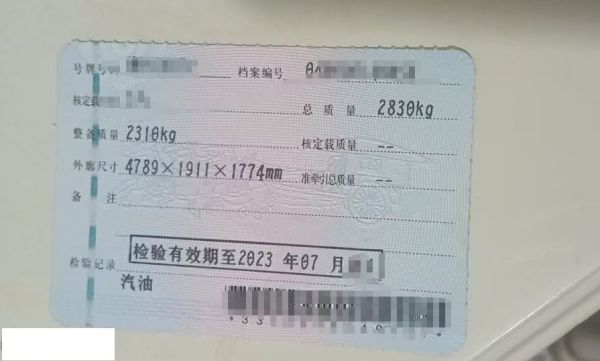 号牌号 档案编号
核定载
总质量 2830kg
整备质量 2310kg
核定载质量 --
外廓尺寸 4789×1911×1774mm 准牵引总质量 --
备注
检验有效期至2023年07月
检验记录
汽油
*33